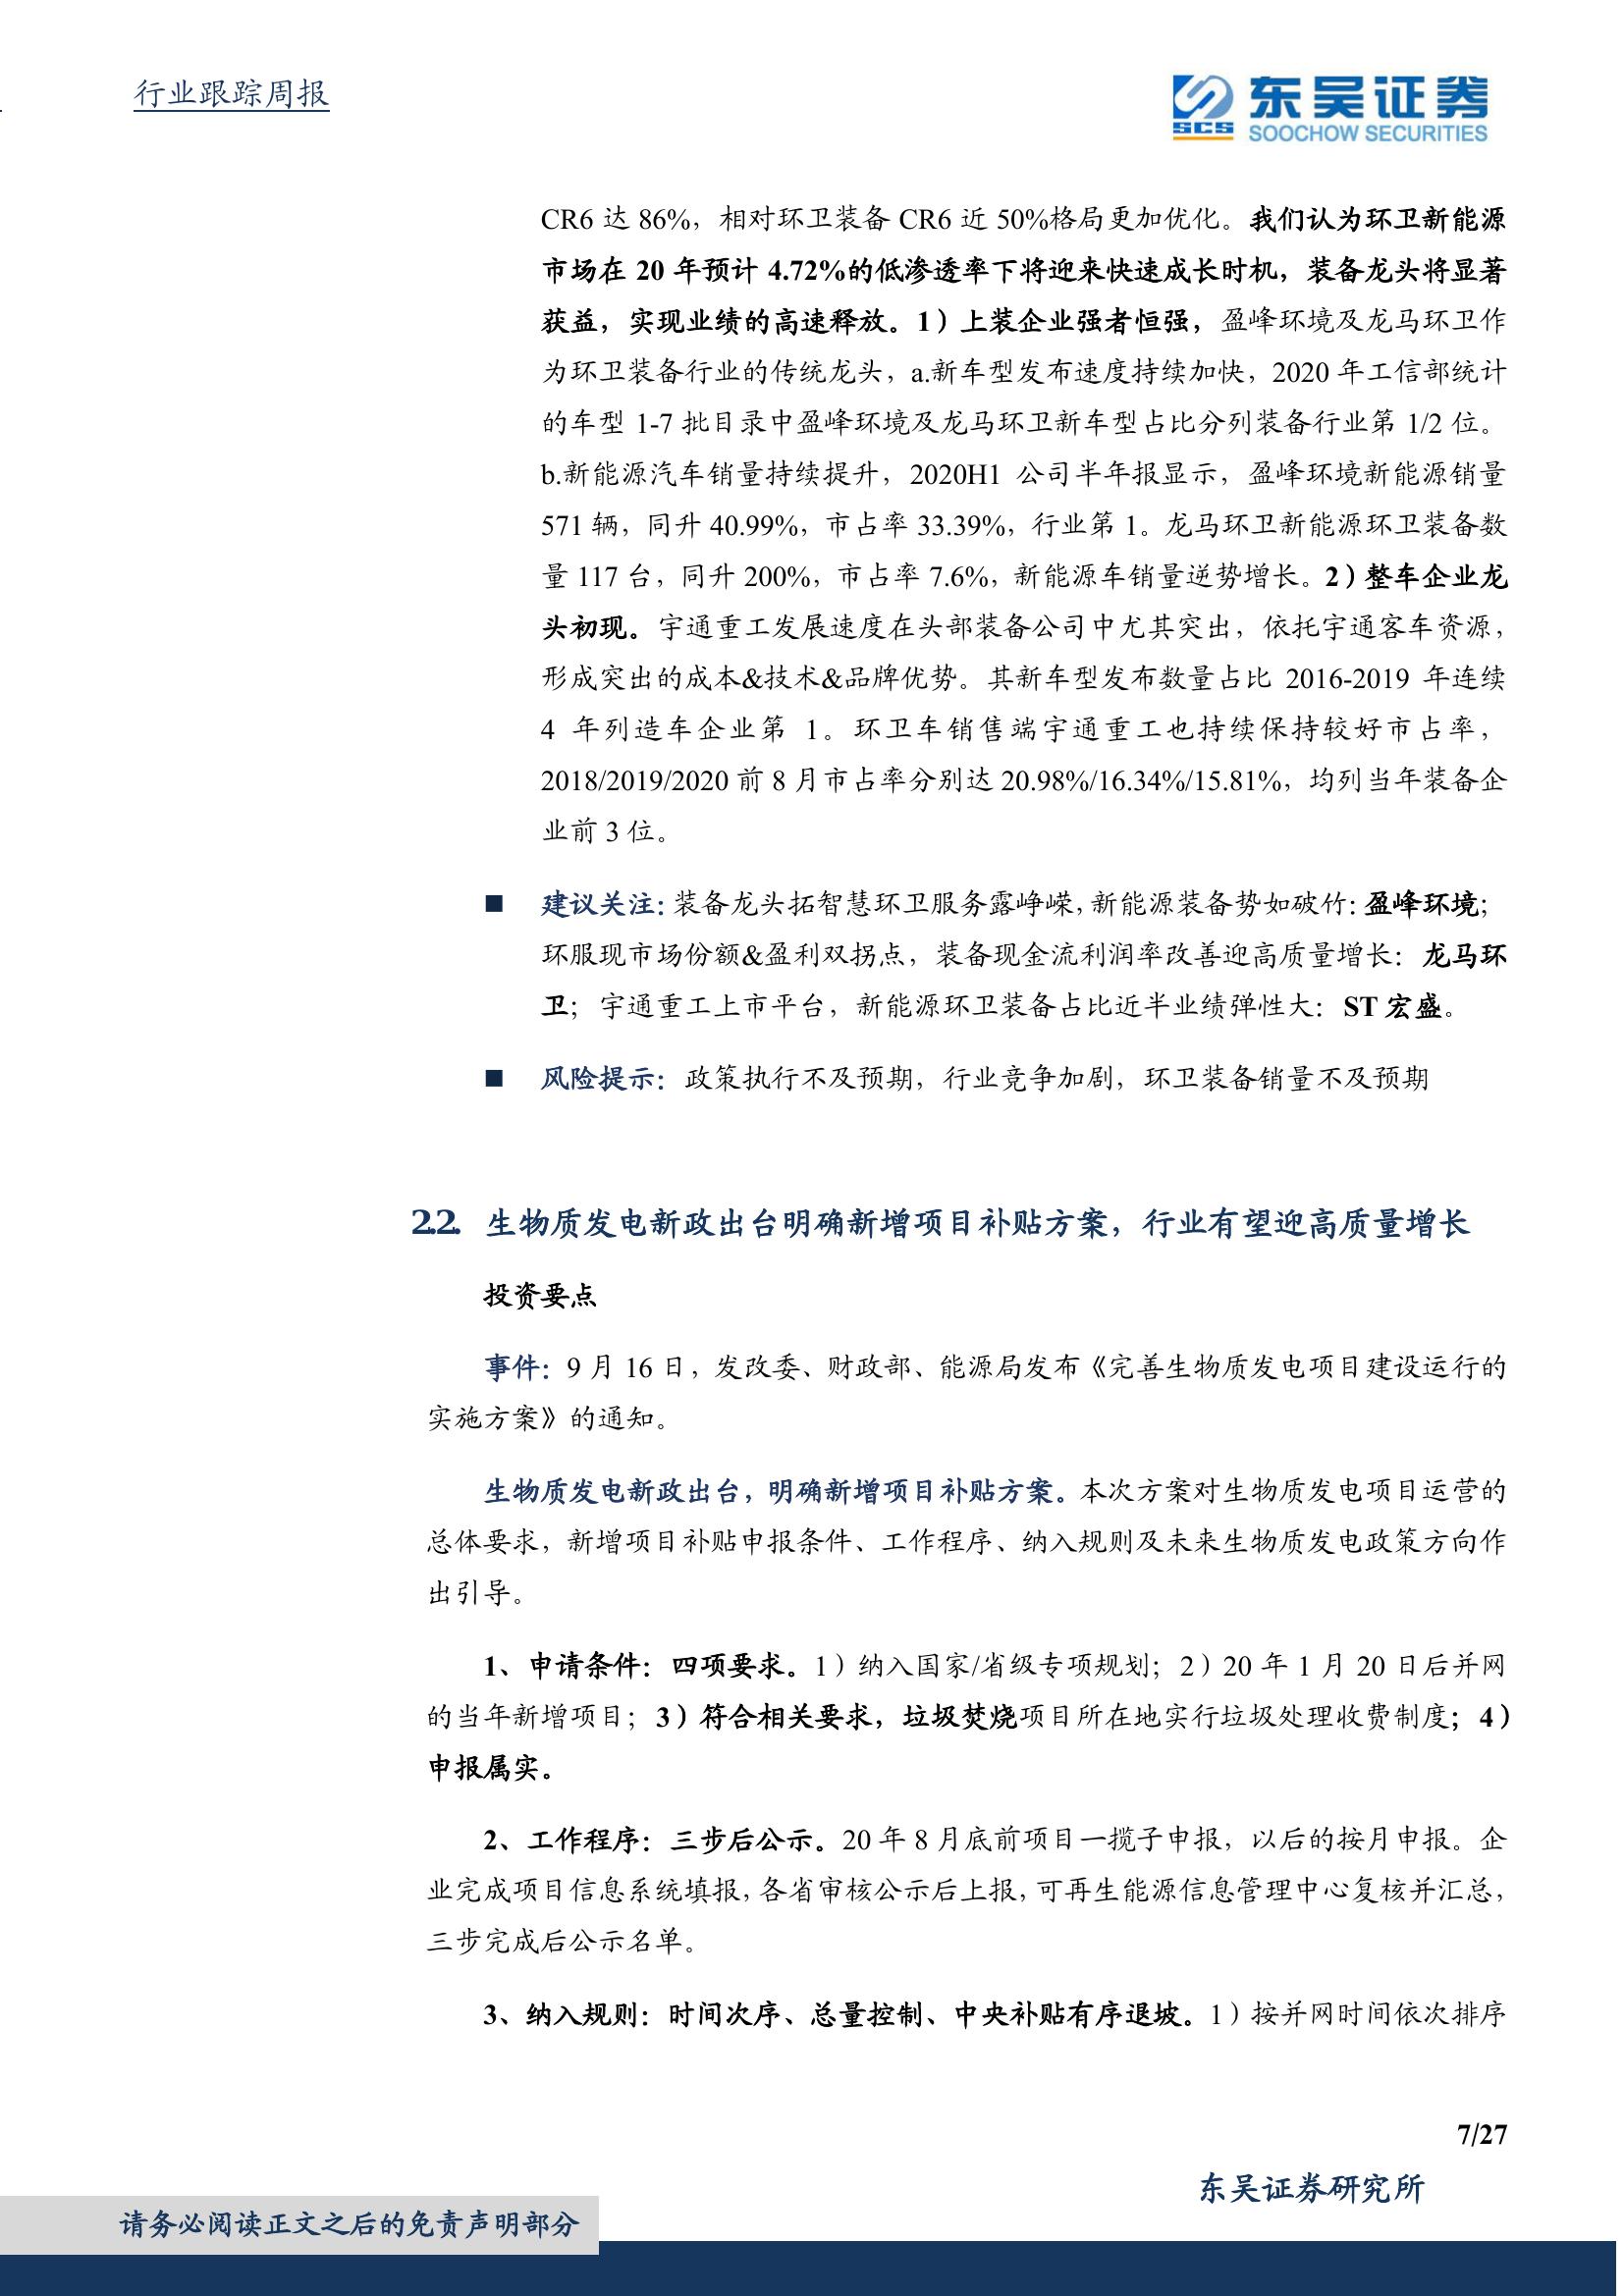 行业跟踪周报
SCS
东吴证券
SOOCHOW SECURITIES
CR6 达 86%，相对环卫装备 CR6 近 50%格局更加优化。我们认为环卫新能源
市场在 20 年预计 4.72%的低渗透率下将迎来快速成长时机，装备龙头将显著
获益，实现业绩的高速释放。1）上装企业强者恒强，盈峰环境及龙马环卫作
为环卫装备行业的传统龙头，a.新车型发布速度持续加快，2020 年工信部统计
的车型 1-7 批目录中盈峰环境及龙马环卫新车型占比分列装备行业第 1/2 位。
b.新能源汽车销量持续提升，2020H1 公司半年报显示，盈峰环境新能源销量
571 辆，同升 40.99%，市占率 33.39%，行业第 1。龙马环卫新能源环卫装备数
量 117 台，同升 200%，市占率 7.6%，新能源车销量逆势增长。2）整车企业龙
头初现。宇通重工发展速度在头部装备公司中尤其突出，依托宇通客车资源，
形成突出的成本&技术&品牌优势。其新车型发布数量占比 2016-2019 年连续
4 年列造车企业第 1。环卫车销售端宇通重工也持续保持较好市占率，
2018/2019/2020 前 8 月市占率分别达 20.98%/16.34%/15.81%，均列当年装备企
业前 3 位。
■ 建议关注：装备龙头拓智慧环卫服务露峥嵘，新能源装备势如破竹：盈峰环境；
环服现市场份额&盈利双拐点，装备现金流利润率改善迎高质量增长：龙马环
卫；宇通重工上市平台，新能源环卫装备占比近半业绩弹性大：ST 宏盛。
■ 风险提示：政策执行不及预期，行业竞争加剧，环卫装备销量不及预期
2.2. 生物质发电新政出台明确新增项目补贴方案，行业有望迎高质量增长
投资要点
事件：9 月 16 日，发改委、财政部、能源局发布《完善生物质发电项目建设运行的
实施方案》的通知。
生物质发电新政出台，明确新增项目补贴方案。本次方案对生物质发电项目运营的
总体要求，新增项目补贴申报条件、工作程序、纳入规则及未来生物质发电政策方向作
出引导。
1、申请条件：四项要求。1）纳入国家/省级专项规划；2）20 年 1 月 20 日后并网
的当年新增项目；3）符合相关要求，垃圾焚烧项目所在地实行垃圾处理收费制度；4）
申报属实。
2、工作程序：三步后公示。20 年 8 月底前项目一揽子申报，以后的按月申报。企
业完成项目信息系统填报，各省审核公示后上报，可再生能源信息管理中心复核并汇总，
三步完成后公示名单。
3、纳入规则：时间次序、总量控制、中央补贴有序退坡。1）按并网时间依次排序
7/27
东吴证券研究所
请务必阅读正文之后的免责声明部分